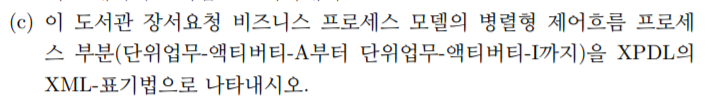 (c) 이 도서관 장서요청 비즈니스 프로세스 모델의 병렬형 제어흐름 프로세
스 부분(단위업무-액티버티-A부터 단위업무-액티버티-I까지)을 XPDL의
XML-표기법으로 나타내시오.